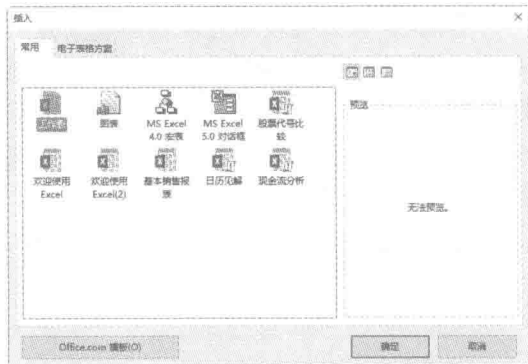 插入
常用 电子表格方案
工作表
图表
MS Excel
4.0 宏表
MS Excel
5.0 对话框
股票代号比
较
欢迎使用
Excel
欢迎使用
Excel(2)
基本销售报
表
日历见解
现金流分析
预览
无法预览。
Office.com 模板(O)
确定
取消